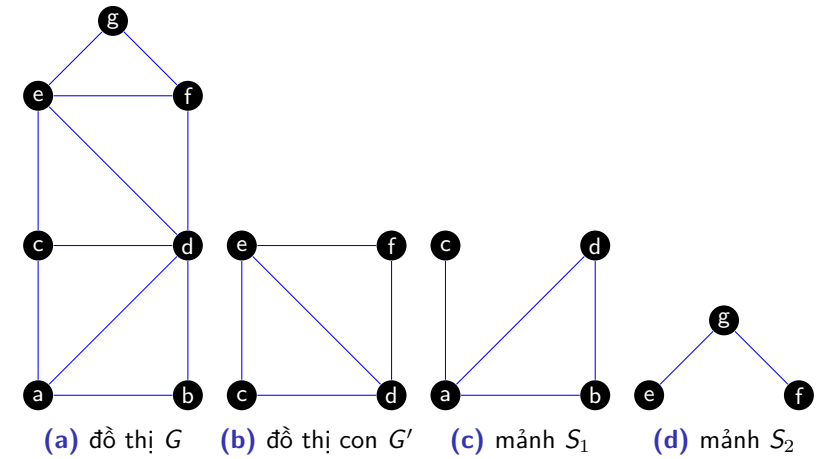 g
e f
c d e f c d
g
a b c d a b e f
(a) đồ thị G (b) đồ thị con G′ (c) mảnh S₁ (d) mảnh S₂